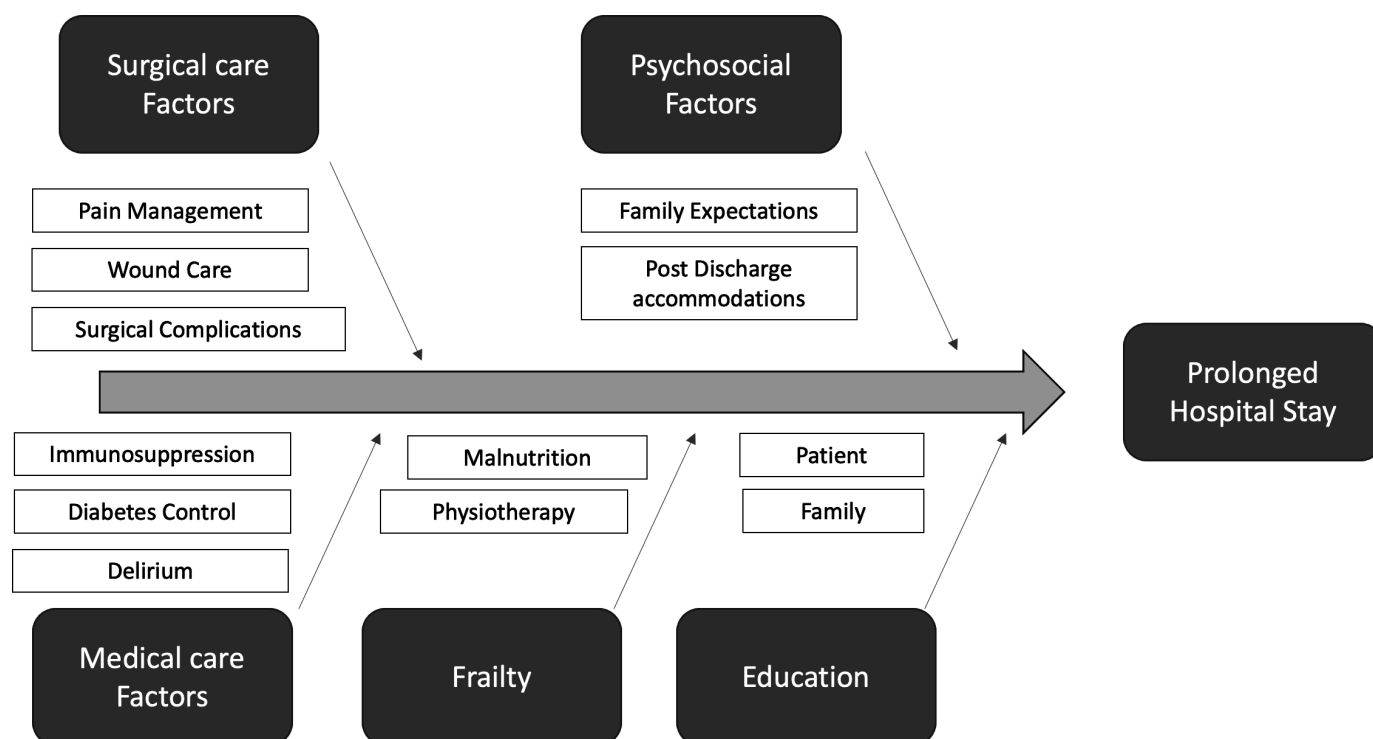 Surgical care
Factors
Psychosocial
Factors
Pain Management
Wound Care
Surgical Complications
Family Expectations
Post Discharge
accommodations
Prolonged
Hospital Stay
Immunosuppression
Diabetes Control
Delirium
Malnutrition
Physiotherapy
Patient
Family
Medical care
Factors
Frailty
Education